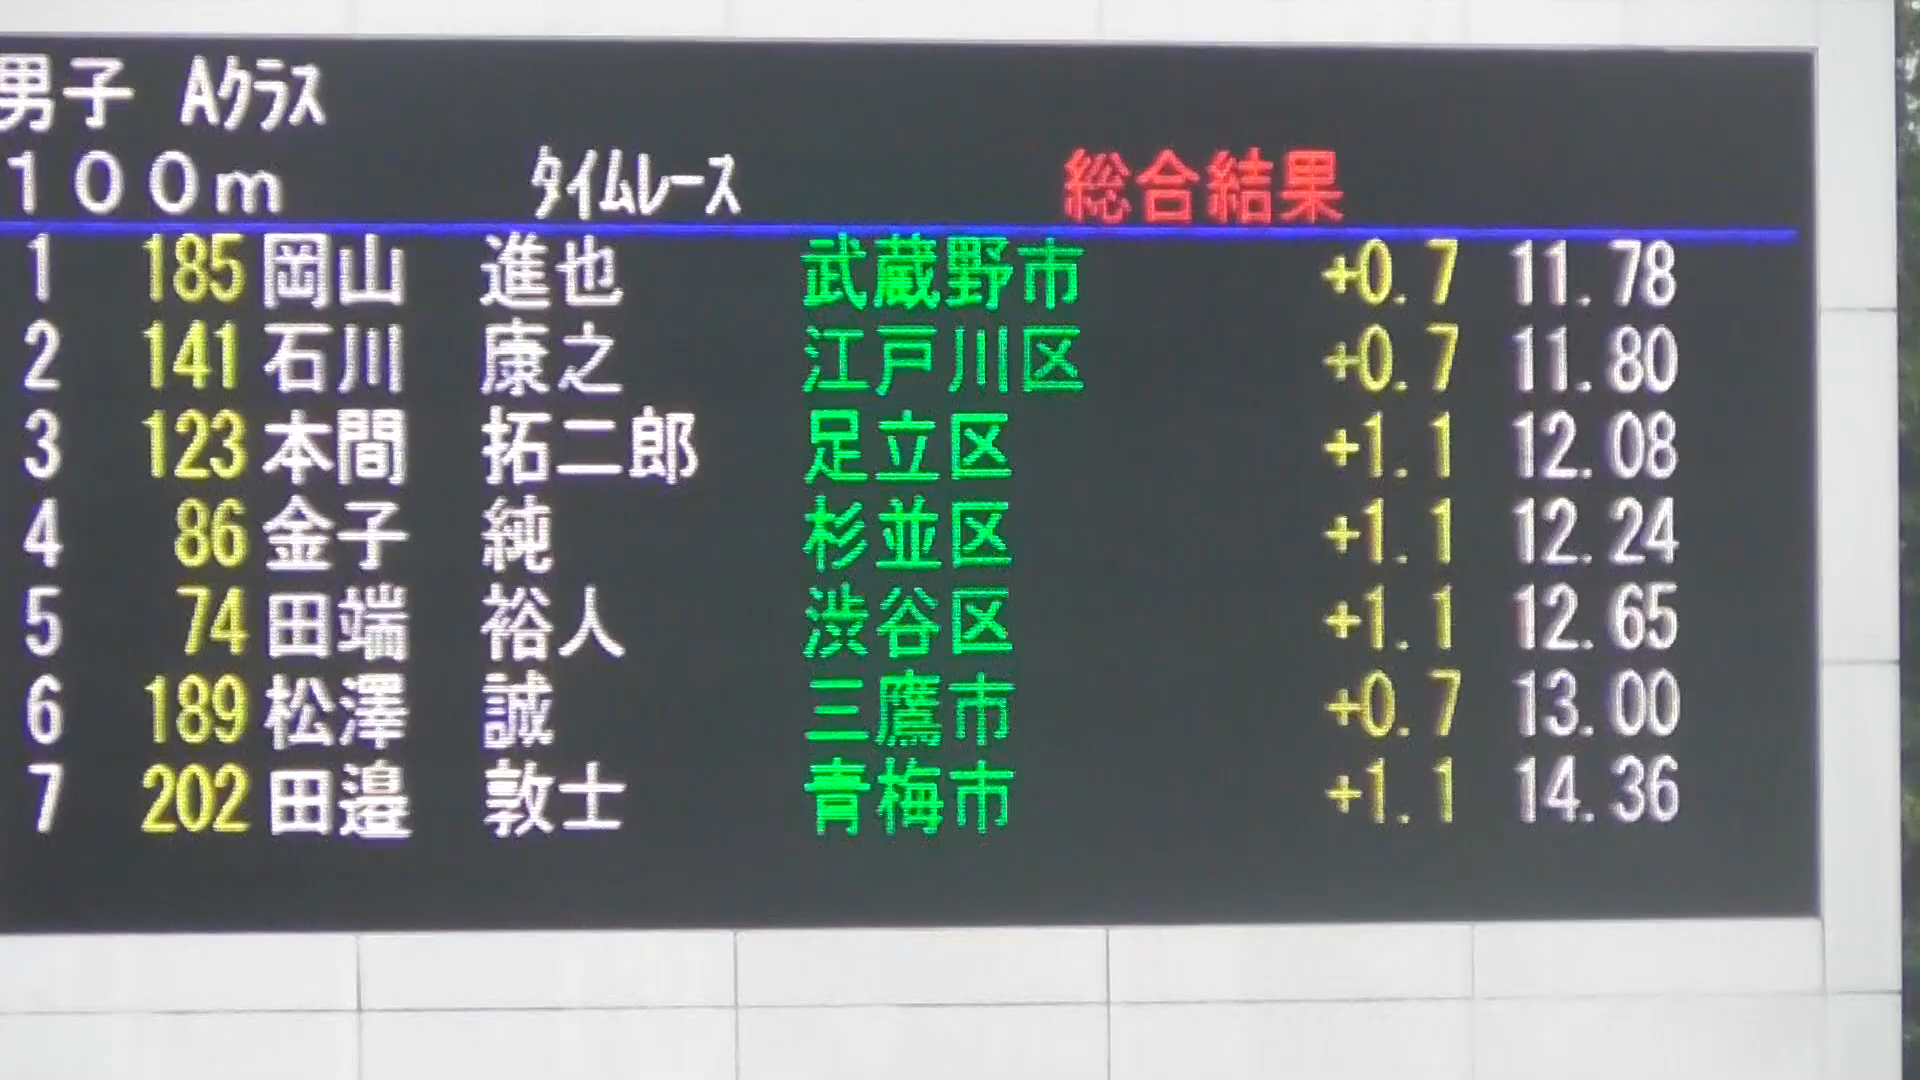 男子 Aｸﾗｽ
１００ｍ ﾀｲﾑﾚｰｽ 総合結果
1 185 岡山 進也 武蔵野市 +0.7 11.78
2 141 石川 康之 江戸川区 +0.7 11.80
3 123 本間 拓二郎 足立区 +1.1 12.08
4 86 金子 純 杉並区 +1.1 12.24
5 74 田端 裕人 渋谷区 +1.1 12.65
6 189 松澤 誠 三鷹市 +0.7 13.00
7 202 田邉 敦士 青梅市 +1.1 14.36